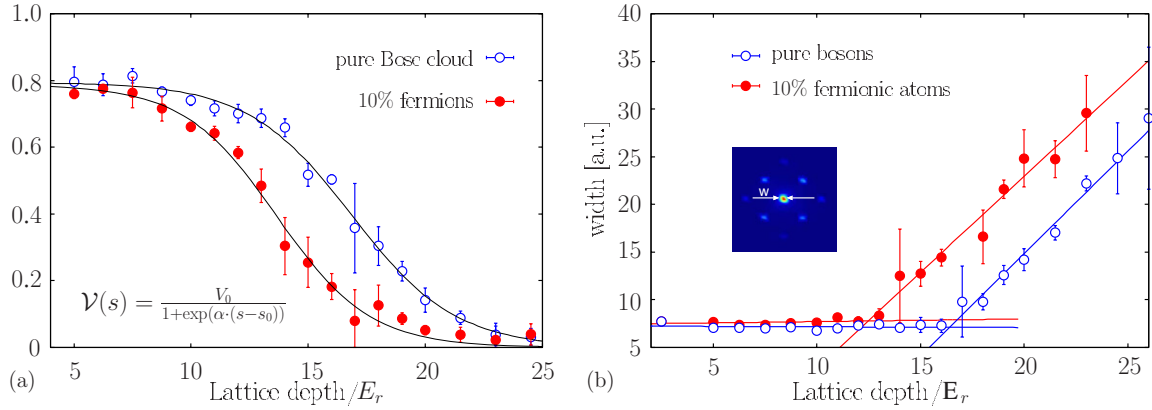 1.0
0.8
0.6
0.4
0.2
0
pure Bose cloud
10% fermions
V(s) = V₀ / 1+exp(α·(s−s₀))
5 10 15 20 25
(a) Lattice depth/E_r
40
35
30
25
20
15
10
5
width [a.u.]
pure bosons
10% fermionic atoms
w
5 10 15 20 25
(b) Lattice depth/E_r